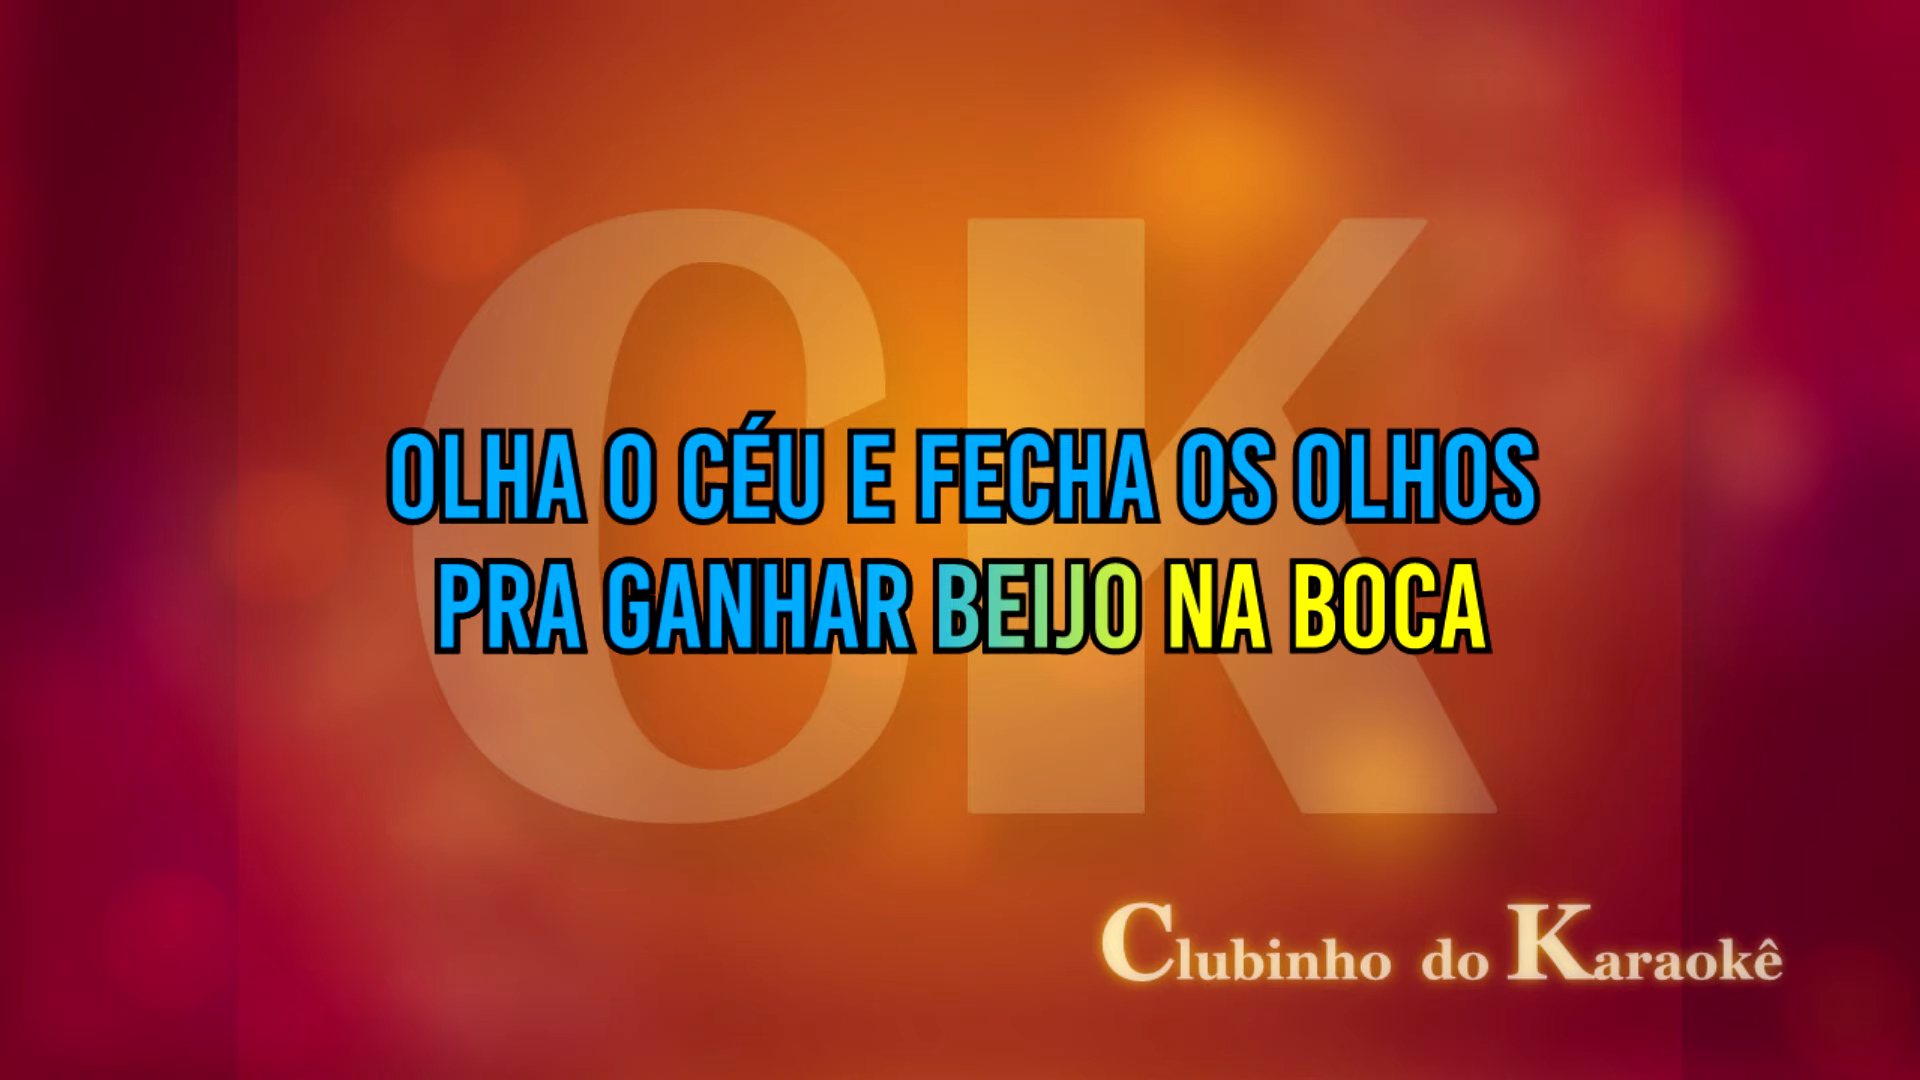 CK
OLHA O CÉU E FECHA OS OLHOS
PRA GANHAR BEIJO NA BOCA
Clubinho do Karaokê